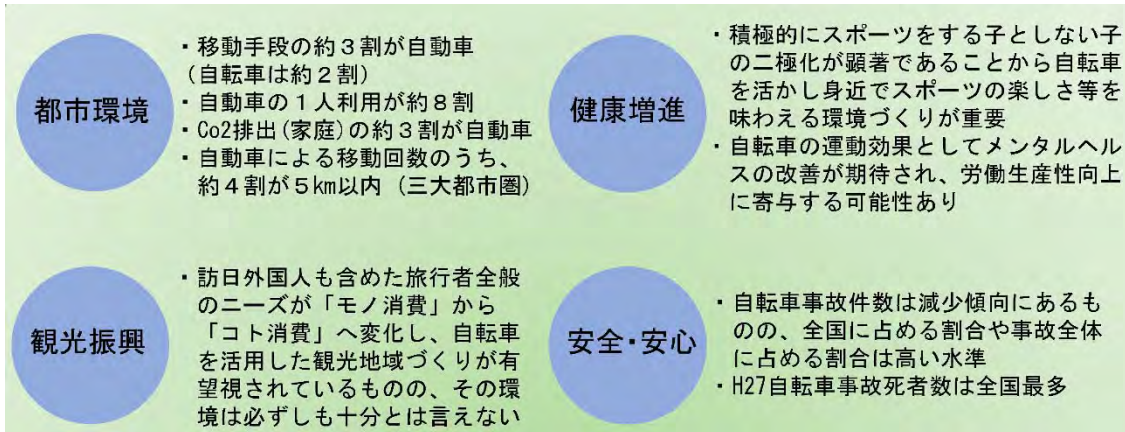 都市環境
・移動手段の約3割が自動車
(自転車は約2割)
・自動車の1人利用が約8割
・Co2排出(家庭)の約3割が自動車
・自動車による移動回数のうち、
約4割が5km以内 (三大都市圏)
健康増進
・積極的にスポーツをする子としない子
の二極化が顕著であることから自転車
を活かし身近でスポーツの楽しさ等を
味わえる環境づくりが重要
・自転車の運動効果としてメンタルヘル
スの改善が期待され、労働生産性向上
に寄与する可能性あり
観光振興
・訪日外国人も含めた旅行者全般
のニーズが「モノ消費」から
「コト消費」へ変化し、自転車
を活用した観光地域づくりが有
望視されているものの、その環
境は必ずしも十分とは言えない
安全・安心
・自転車事故件数は減少傾向にあるも
のの、全国に占める割合や事故全体
に占める割合は高い水準
・H27自転車事故死者数は全国最多